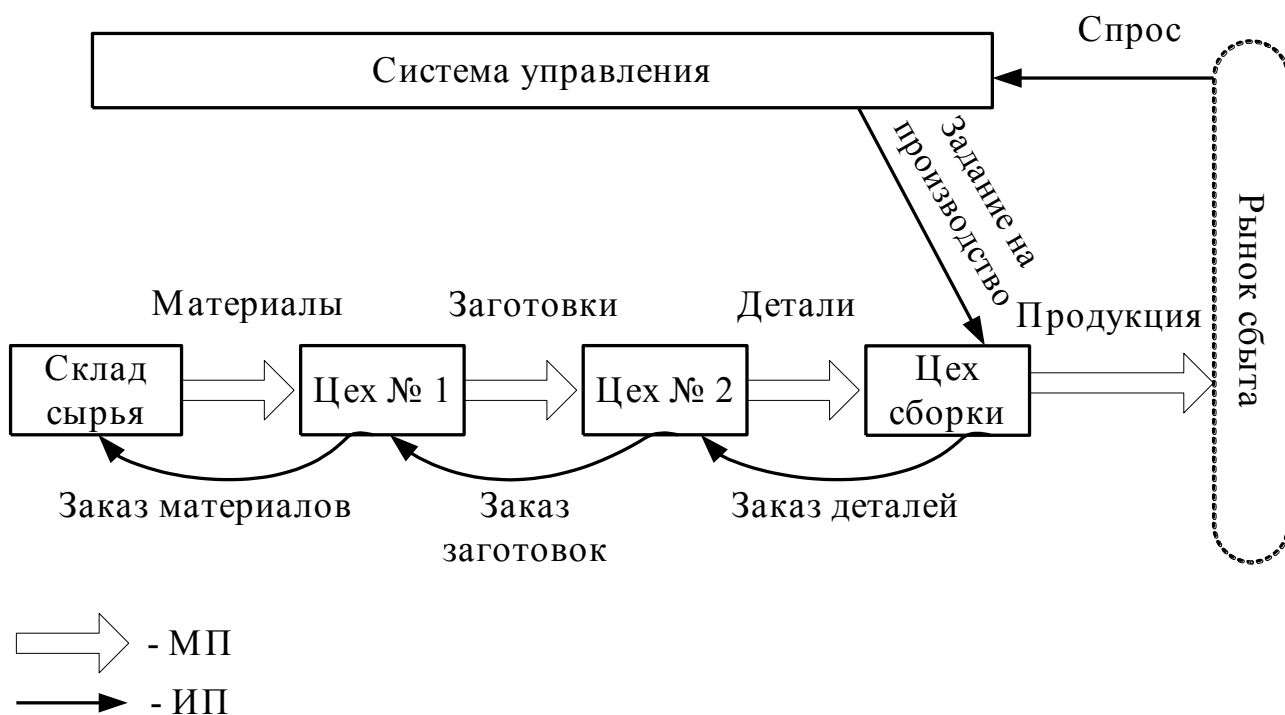 Спрос
Система управления
Задание на
производство
Рынок сбыта
Материалы
Заготовки
Детали
Продукция
Склад
сырья
Цех № 1
Цех № 2
Цех
сборки
Заказ материалов
Заказ
заготовок
Заказ деталей
- МП
- ИП